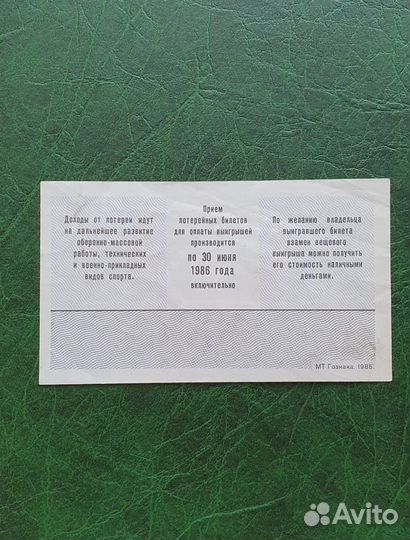 Доходы от лотереи идут
на дальнейшее развитие
оборонно-массовой
работы, технических
и военно-прикладных
видов спорта.
Прием
лотерейных билетов
для оплаты выигрышей
производится
по 30 июня
1986 года
включительно
По желанию владельца
выигравшего билета
взамен вещевого
выигрыша можно получить
его стоимость наличными
деньгами.
МТ Гознака. 1985.
Avito